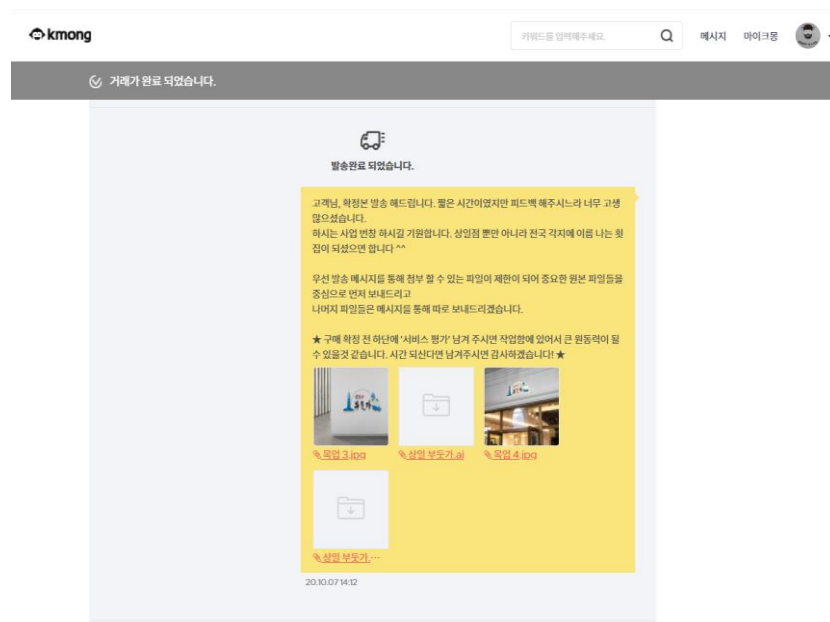 kmong
키워드를 입력해주세요.
메시지
마이크몽
거래가 완료 되었습니다.
발송완료 되었습니다.
고객님, 확정본 발송 해드립니다. 짧은 시간이였지만 피드백 해주시느라 너무 고생
많으셨습니다.
하시는 사업 번창 하시길 기원합니다. 상일점 뿐만 아니라 전국 각지에 이름 나는 횟
집이 되셨으면 합니다 ^^
우선 발송 메시지를 통해 첨부 할 수 있는 파일이 제한이 되어 중요한 원본 파일들을
중심으로 먼저 보내드리고
나머지 파일들은 메시지를 통해 따로 보내드리겠습니다.
★ 구매 확정 전 하단에 '서비스 평가' 남겨 주시면 작업함에 있어서 큰 원동력이 될
수 있을것 같습니다. 시간 되신다면 남겨주시면 감사하겠습니다! ★
목업 3.jpg
상일 부둣가.ai
목업 4.jpg
상일 부둣가.…
20.10.07 14:12